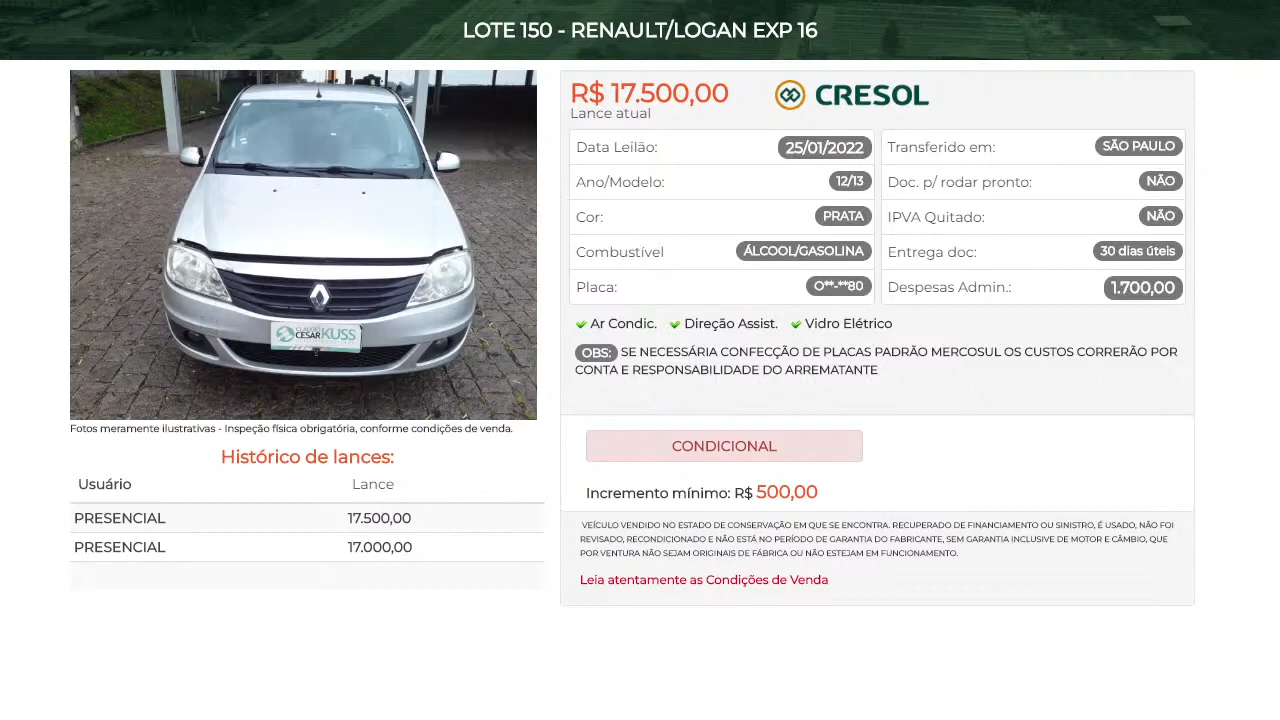 LOTE 150 - RENAULT/LOGAN EXP 16
CESAR KUSS
Fotos meramente ilustrativas - Inspeção física obrigatória, conforme condições de venda.
Histórico de lances:
Usuário Lance
PRESENCIAL 17.500,00
PRESENCIAL 17.000,00
R$ 17.500,00
Lance atual
CRESOL
Data Leilão: 25/01/2022
Ano/Modelo: 12/13
Cor: PRATA
Combustível ÁLCOOL/GASOLINA
Placa: O**-**80
Transferido em: SÃO PAULO
Doc. p/ rodar pronto: NÃO
IPVA Quitado: NÃO
Entrega doc: 30 dias úteis
Despesas Admin.: 1.700,00
Ar Condic. Direção Assist. Vidro Elétrico
OBS: SE NECESSÁRIA CONFECÇÃO DE PLACAS PADRÃO MERCOSUL OS CUSTOS CORRERÃO POR
CONTA E RESPONSABILIDADE DO ARREMATANTE
CONDICIONAL
Incremento mínimo: R$ 500,00
VEÍCULO VENDIDO NO ESTADO DE CONSERVAÇÃO EM QUE SE ENCONTRA. RECUPERADO DE FINANCIAMENTO OU SINISTRO, É USADO, NÃO FOI
REVISADO, RECONDICIONADO E NÃO ESTÁ NO PERÍODO DE GARANTIA DO FABRICANTE, SEM GARANTIA INCLUSIVE DE MOTOR E CÂMBIO, QUE
POR VENTURA NÃO SEJAM ORIGINAIS DE FÁBRICA OU NÃO ESTEJAM EM FUNCIONAMENTO.
Leia atentamente as Condições de Venda